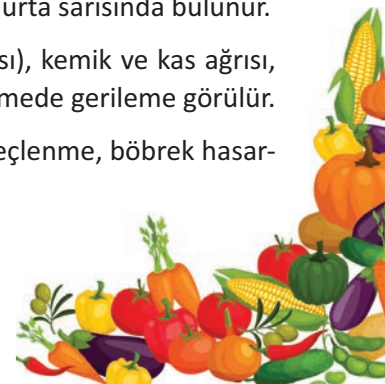 urta sarısında bulunur.
sı), kemik ve kas ağrısı,
mede gerileme görülür.
eçlenme, böbrek hasar-